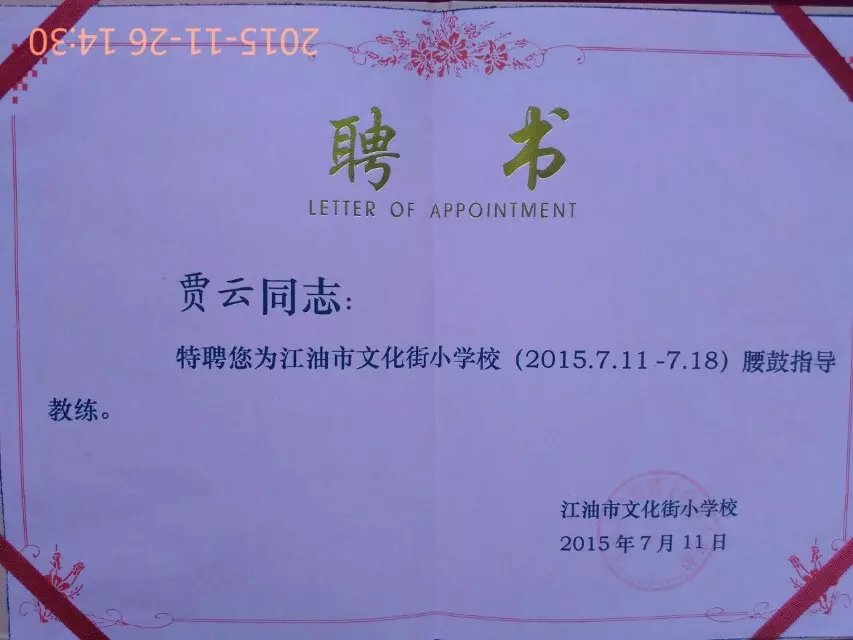 2015-11-26 14:30
聘 书
LETTER OF APPOINTMENT
贾云同志：
特聘您为江油市文化街小学校（2015.7.11-7.18）腰鼓指导
教练。
江油市文化街小学校
2015年7月11日